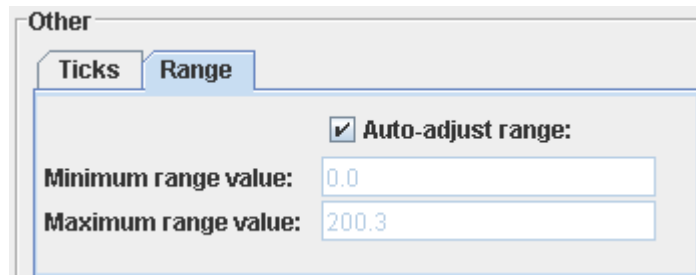 Other
Ticks Range
Auto-adjust range:
Minimum range value: 0.0
Maximum range value: 200.3